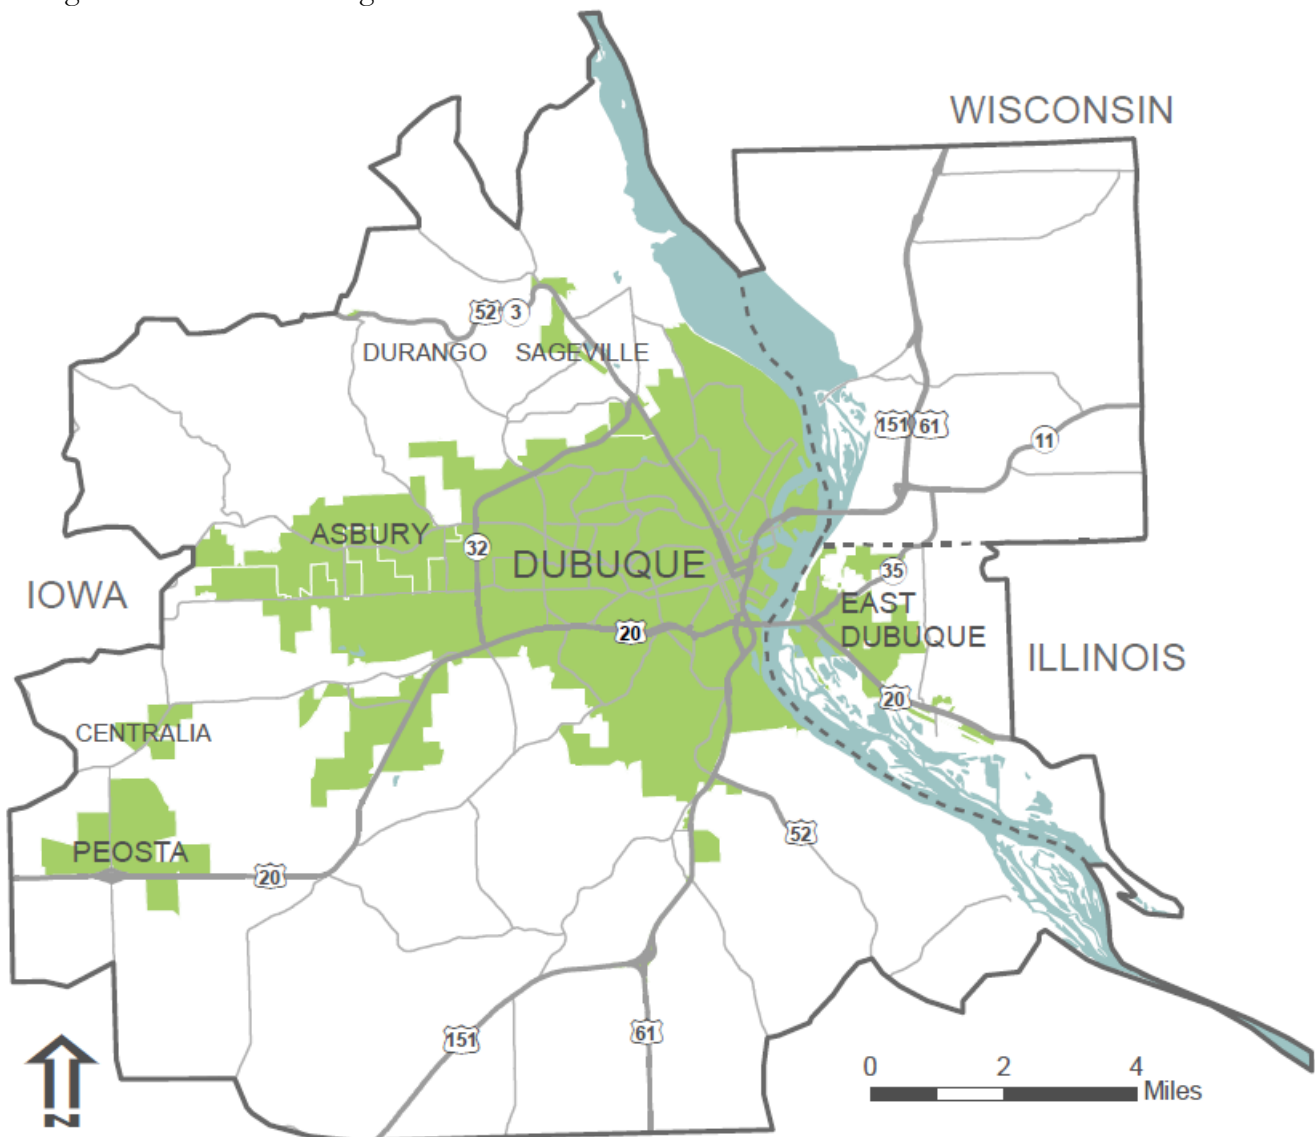 WISCONSIN
52
3
DURANGO
SAGEVILLE
151
61
11
ASBURY
32
DUBUQUE
35
IOWA
EAST
DUBUQUE
20
ILLINOIS
20
CENTRALIA
52
PEOSTA
20
151
61
0
2
4
Miles
N